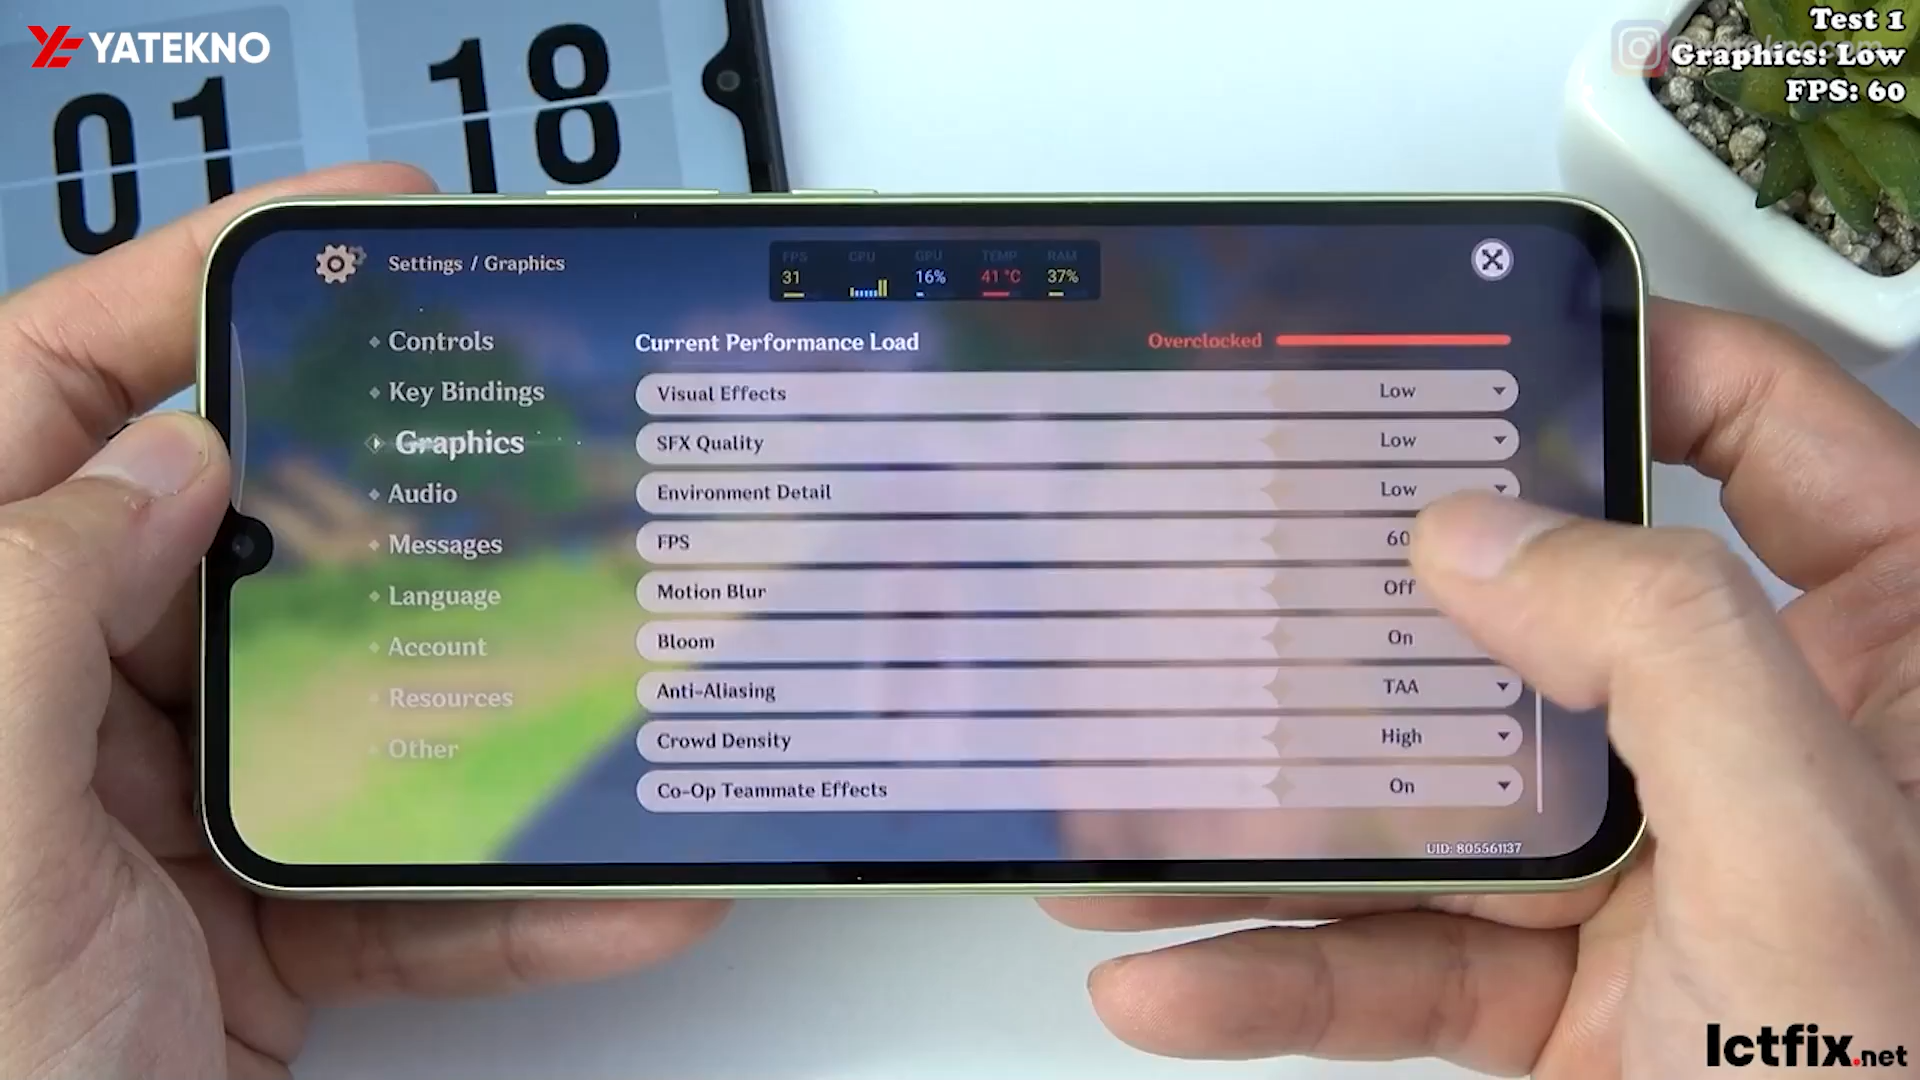 YATEKNO
Test 1
Graphics: Low
FPS: 60
01 18
Settings / Graphics
FPS CPU GPU TEMP RAM
31 16% 41 °C 37%
Controls
Key Bindings
Graphics
Audio
Messages
Language
Account
Resources
Other
Current Performance Load Overclocked
Visual Effects Low
SFX Quality Low
Environment Detail Low
FPS 60
Motion Blur Off
Bloom On
Anti-Aliasing TAA
Crowd Density High
Co-Op Teammate Effects On
UID: 805561137
Ictfix.net